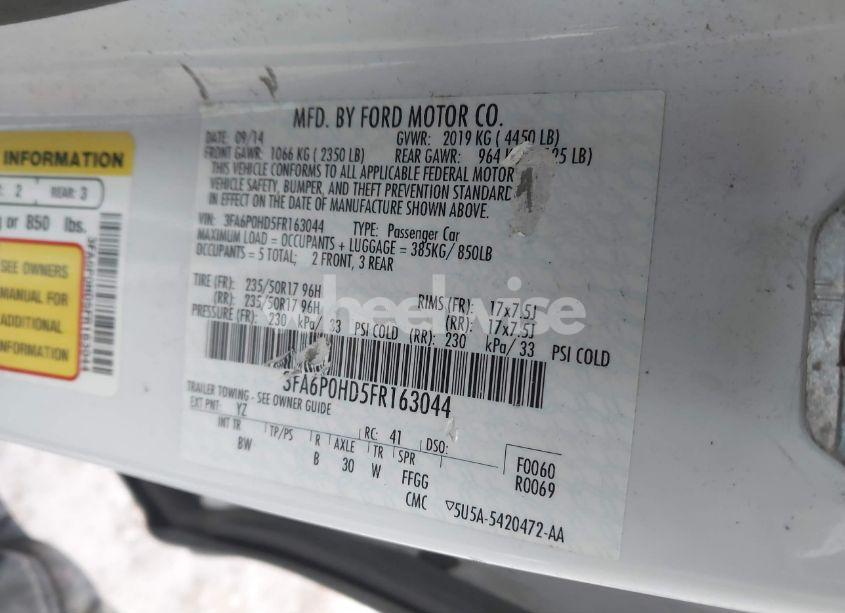 MFD. BY FORD MOTOR CO.
DATE: 09/14 GVWR: 2019 KG ( 4450 LB)
FRONT GAWR: 1066 KG ( 2350 LB) REAR GAWR: 964 25 LB)
THIS VEHICLE CONFORMS TO ALL APPLICABLE FEDERAL MOTOR
VEHICLE SAFETY, BUMPER, AND THEFT PREVENTION STANDARD
IN EFFECT ON THE DATE OF MANUFACTURE SHOWN ABOVE.
VIN: 3FA6P0HD5FR163044 TYPE: Passenger Car
MAXIMUM LOAD = OCCUPANTS + LUGGAGE = 385KG/ 850LB
OCCUPANTS = 5 TOTAL; 2 FRONT, 3 REAR
TIRE (FR): 235/50R17 96H RIMS (FR): 17x7.5J
(RR): 235/50R17 96H (RR): 17x7.5J
PRESSURE (FR): 230 kPa/ 33 PSI COLD (RR): 230 kPa/ 33 PSI COLD
3FA6P0HD5FR163044
TRAILER TOWING - SEE OWNER GUIDE
EXT PNT: YZ RC: 41 DSO:
INT TR TP/PS R AXLE TR SPR F0060
BW B 30 W FFGG R0069
CMC ▽5U5A-5420472-AA
INFORMATION
: 2 REAR: 3
g or 850 lbs.
SEE OWNERS
MANUAL FOR
ADDITIONAL
INFORMATION
3FA6P0HD5FR163044
wheelwise